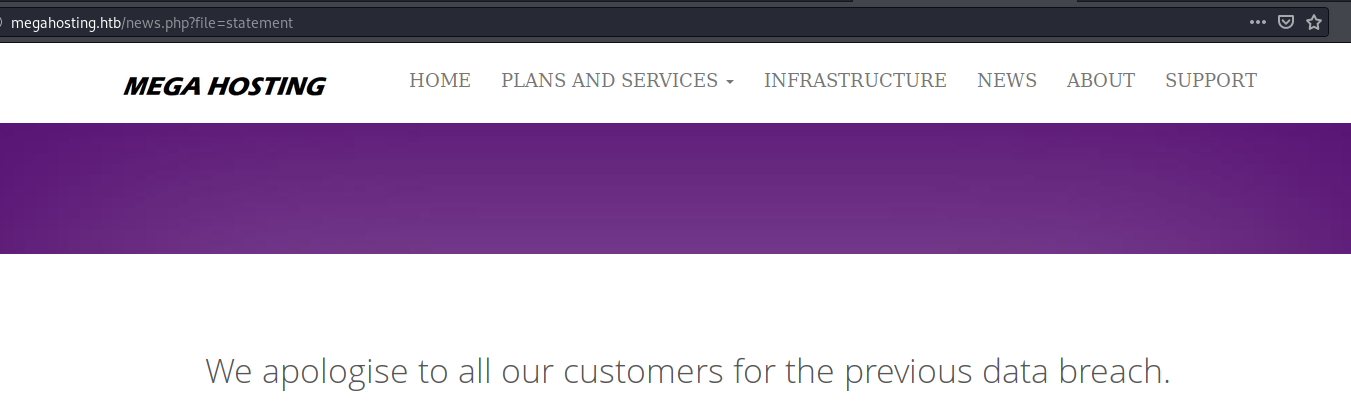 megahosting.htb/news.php?file=statement
MEGA HOSTING HOME PLANS AND SERVICES INFRASTRUCTURE NEWS ABOUT SUPPORT
We apologise to all our customers for the previous data breach.